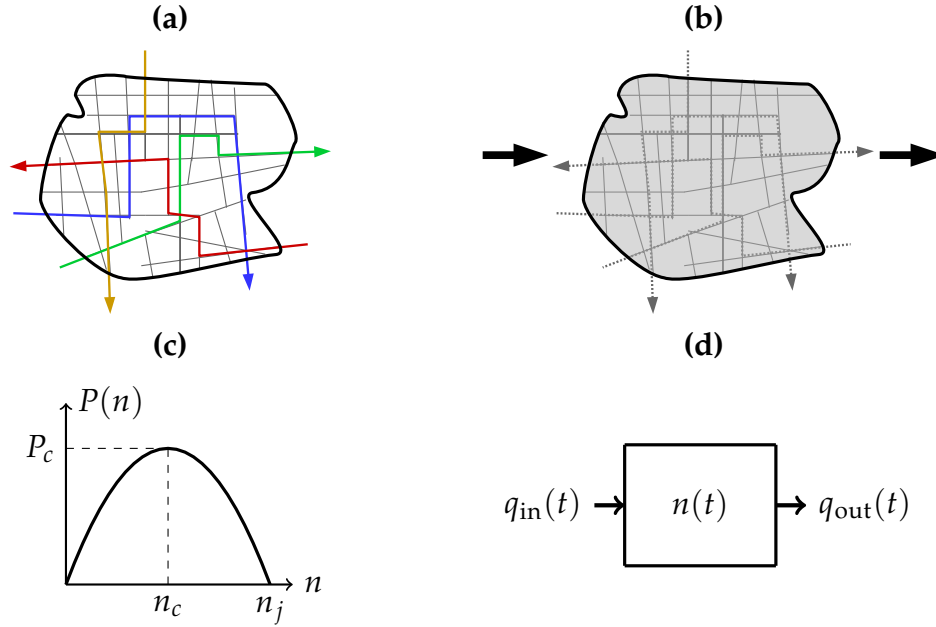 (a)
(b)
(c)
P(n)
P_c
n_c
n_j
n
(d)
q_in(t)
n(t)
q_out(t)